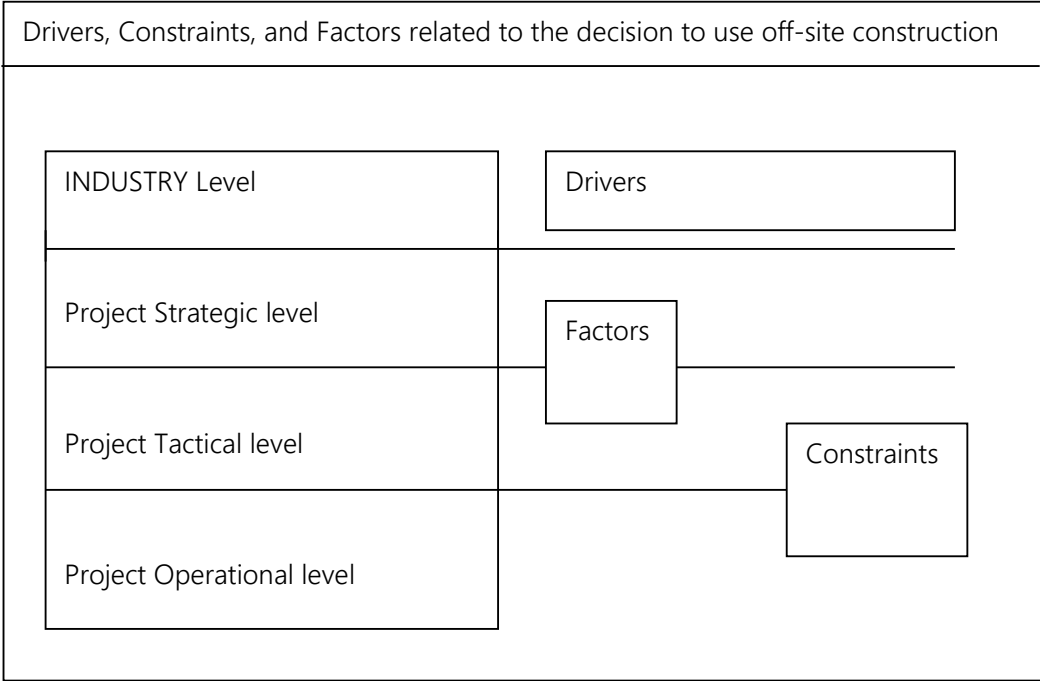 Drivers, Constraints, and Factors related to the decision to use off-site construction
INDUSTRY Level
Drivers
Project Strategic level
Factors
Project Tactical level
Constraints
Project Operational level